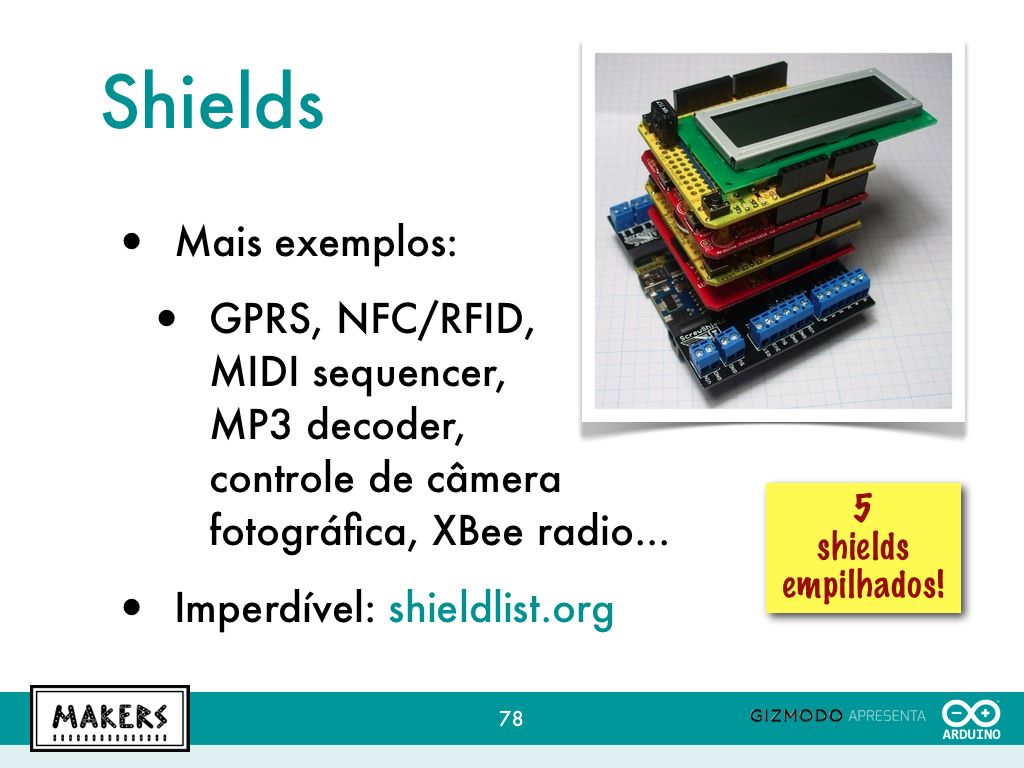 Shields
• Mais exemplos:
• GPRS, NFC/RFID,
MIDI sequencer,
MP3 decoder,
controle de câmera
fotográfica, XBee radio...
• Imperdível: shieldlist.org
5
shields
empilhados!
MAKERS
78
GIZMODO APRESENTA
ARDUINO